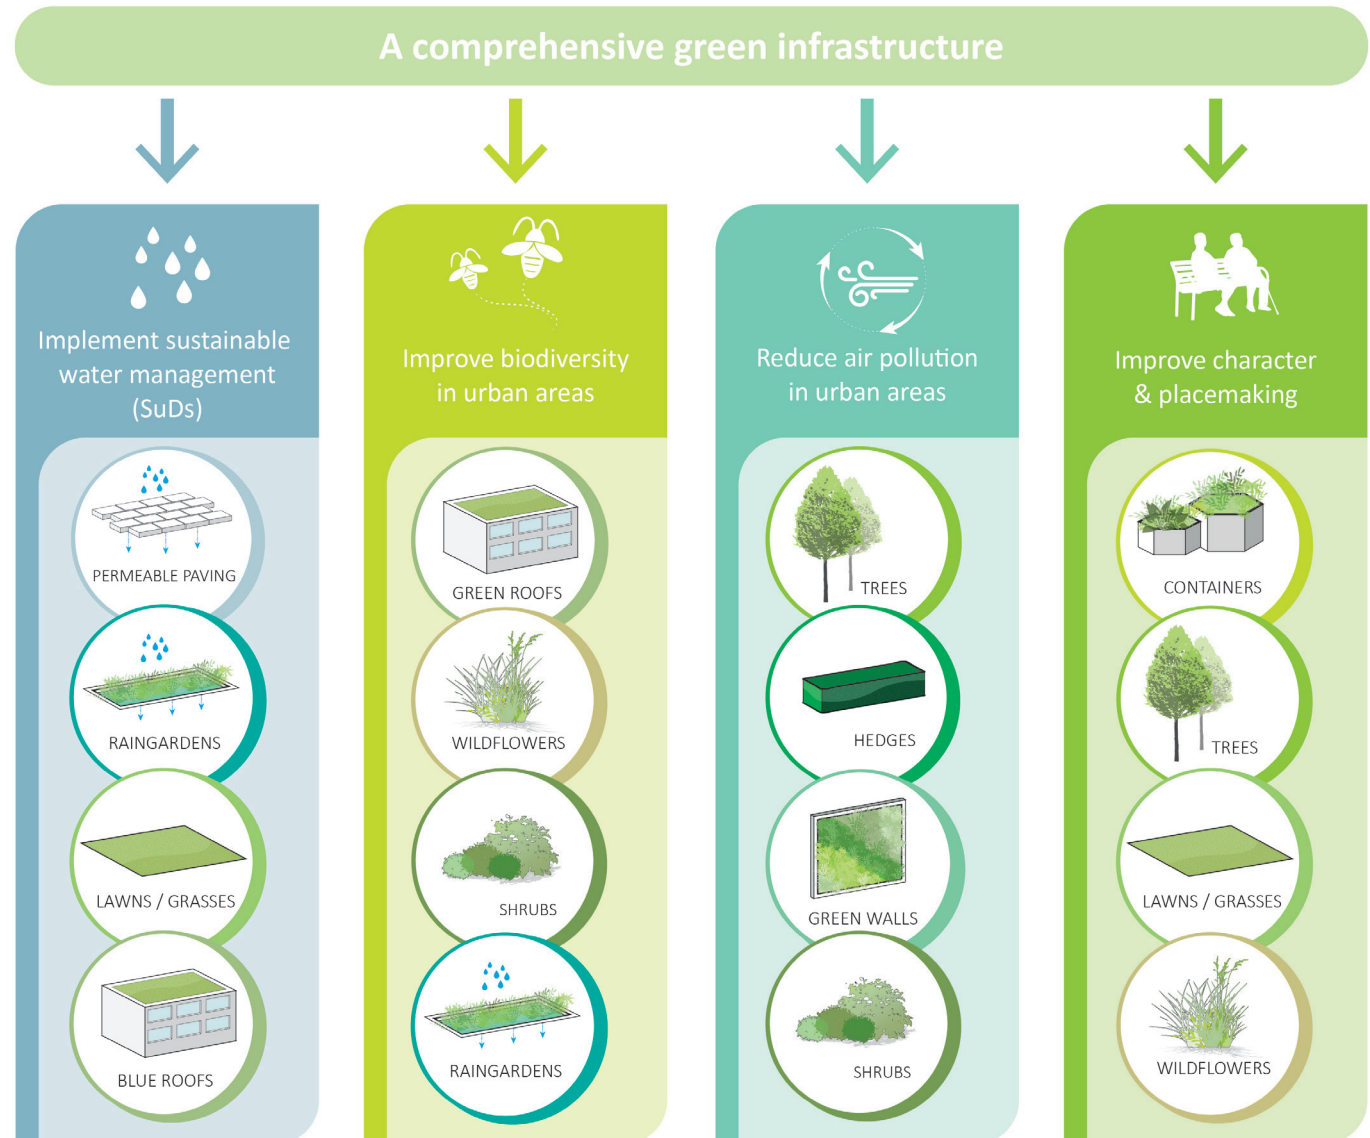 A comprehensive green infrastructure
Implement sustainable
water management
(SuDs)
PERMEABLE PAVING
RAINGARDENS
LAWNS / GRASSES
BLUE ROOFS
Improve biodiversity
in urban areas
GREEN ROOFS
WILDFLOWERS
SHRUBS
RAINGARDENS
Reduce air pollution
in urban areas
TREES
HEDGES
GREEN WALLS
SHRUBS
Improve character
& placemaking
CONTAINERS
TREES
LAWNS / GRASSES
WILDFLOWERS